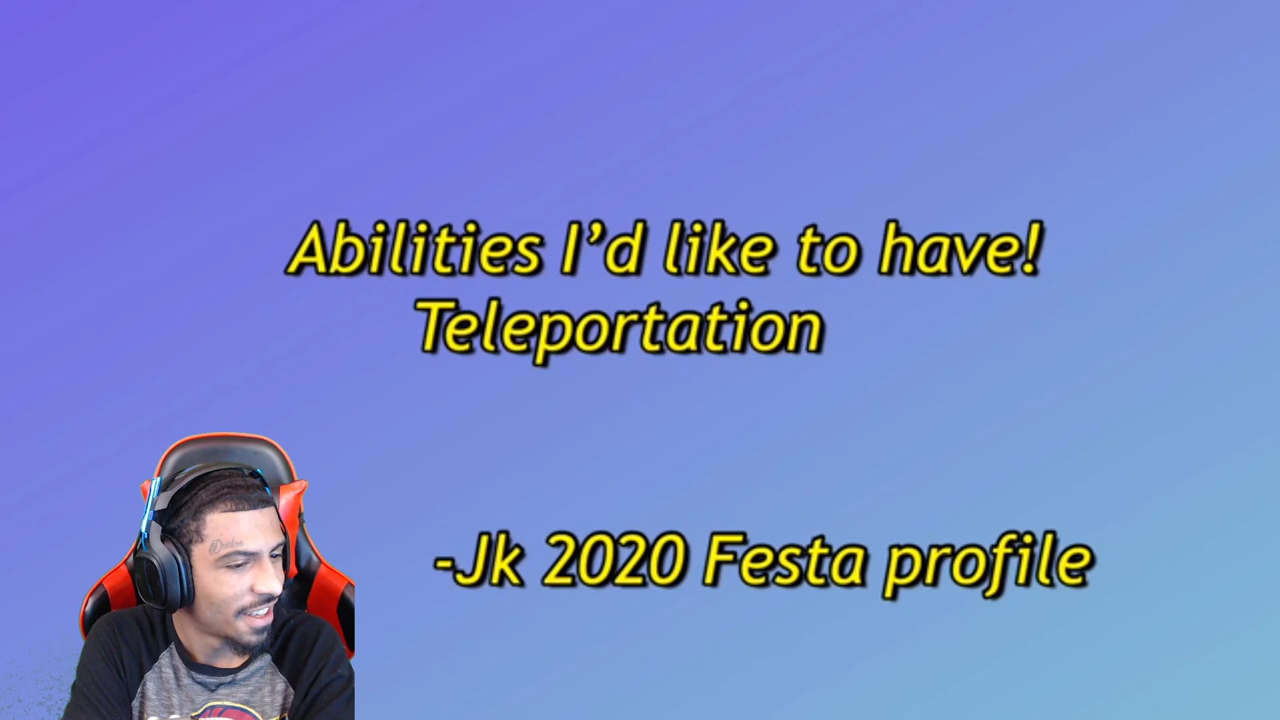 Abilities I’d like to have!
Teleportation
-Jk 2020 Festa profile